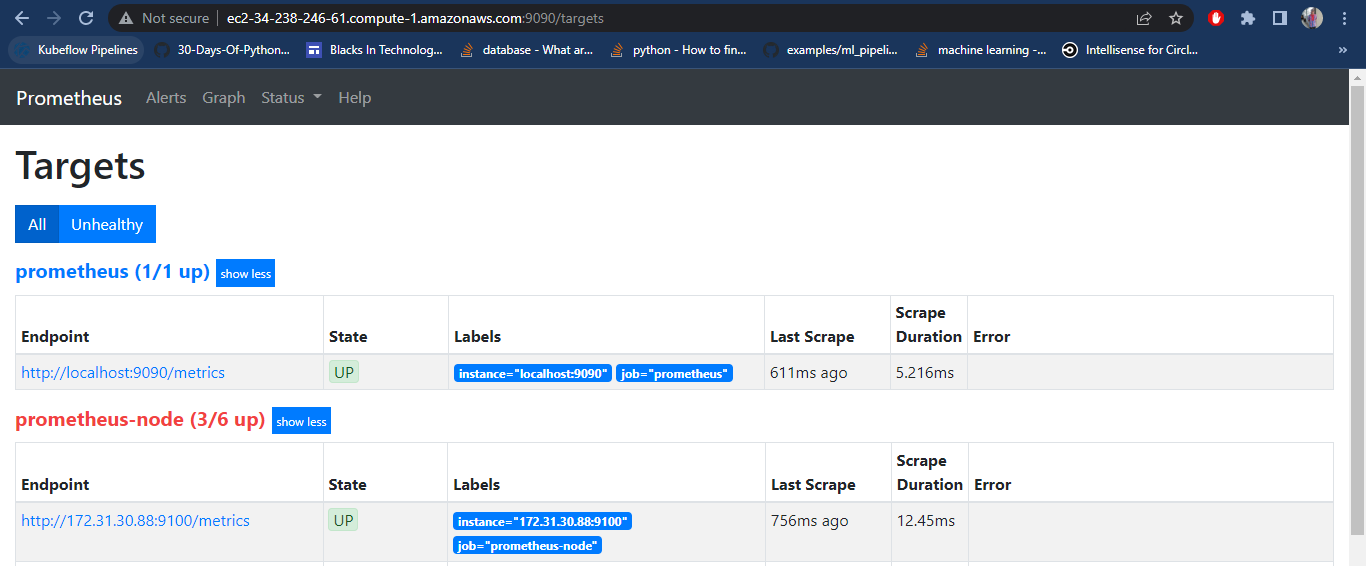 Not secure | ec2-34-238-246-61.compute-1.amazonaws.com:9090/targets
Kubeflow Pipelines 30-Days-Of-Python... Blacks In Technolog... database - What ar... python - How to fin... examples/ml_pipeli... machine learning -... Intellisense for Circl... »
Prometheus Alerts Graph Status Help
Targets
All Unhealthy
prometheus (1/1 up) show less
Endpoint State Labels Last Scrape Scrape Duration Error
http://localhost:9090/metrics UP instance="localhost:9090" job="prometheus" 611ms ago 5.216ms
prometheus-node (3/6 up) show less
Endpoint State Labels Last Scrape Scrape Duration Error
http://172.31.30.88:9100/metrics UP instance="172.31.30.88:9100" 756ms ago 12.45ms
job="prometheus-node"